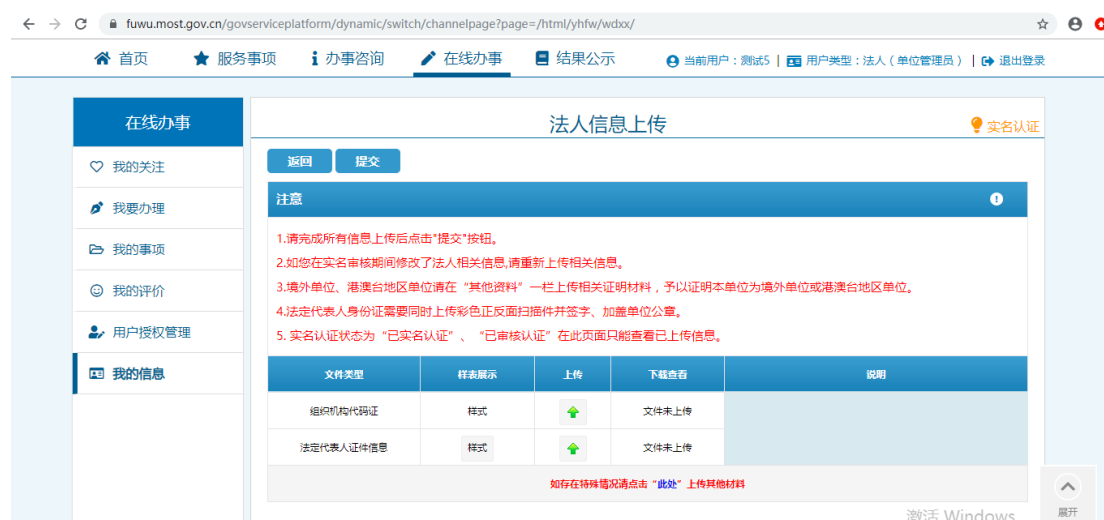 fuwu.most.gov.cn/govserviceplatform/dynamic/switch/channelpage?page=/html/yhfw/wdxx/
首页 服务事项 办事咨询 在线办事 结果公示 当前用户：测试5 | 用户类型：法人（单位管理员） | 退出登录
在线办事
我的关注
我要办理
我的事项
我的评价
用户授权管理
我的信息
法人信息上传
实名认证
返回 提交
注意
1.请完成所有信息上传后点击"提交"按钮。
2.如您在实名审核期间修改了法人相关信息,请重新上传相关信息。
3.境外单位、港澳台地区单位请在“其他资料”一栏上传相关证明材料，予以证明本单位为境外单位或港澳台地区单位。
4.法定代表人身份证需要同时上传彩色正反面扫描件并签字、加盖单位公章。
5. 实名认证状态为“已实名认证”、 “已审核认证”在此页面只能查看已上传信息。
文件类型 样表展示 上传 下载查看 说明
组织机构代码证 样式 文件未上传
法定代表人证件信息 样式 文件未上传
如存在特殊情况请点击“此处”上传其他材料
展开
激活 Windows